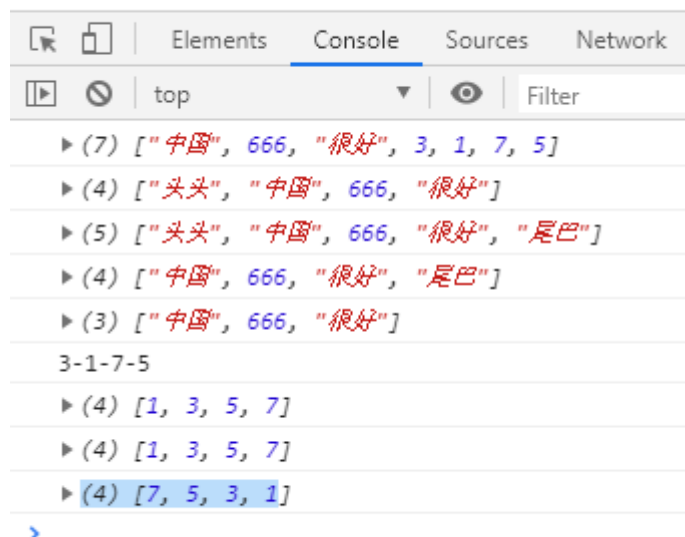 Elements Console Sources Network
top Filter
(7) ["中国", 666, "很好", 3, 1, 7, 5]
(4) ["头头", "中国", 666, "很好"]
(5) ["头头", "中国", 666, "很好", "尾巴"]
(4) ["中国", 666, "很好", "尾巴"]
(3) ["中国", 666, "很好"]
3-1-7-5
(4) [1, 3, 5, 7]
(4) [1, 3, 5, 7]
(4) [7, 5, 3, 1]